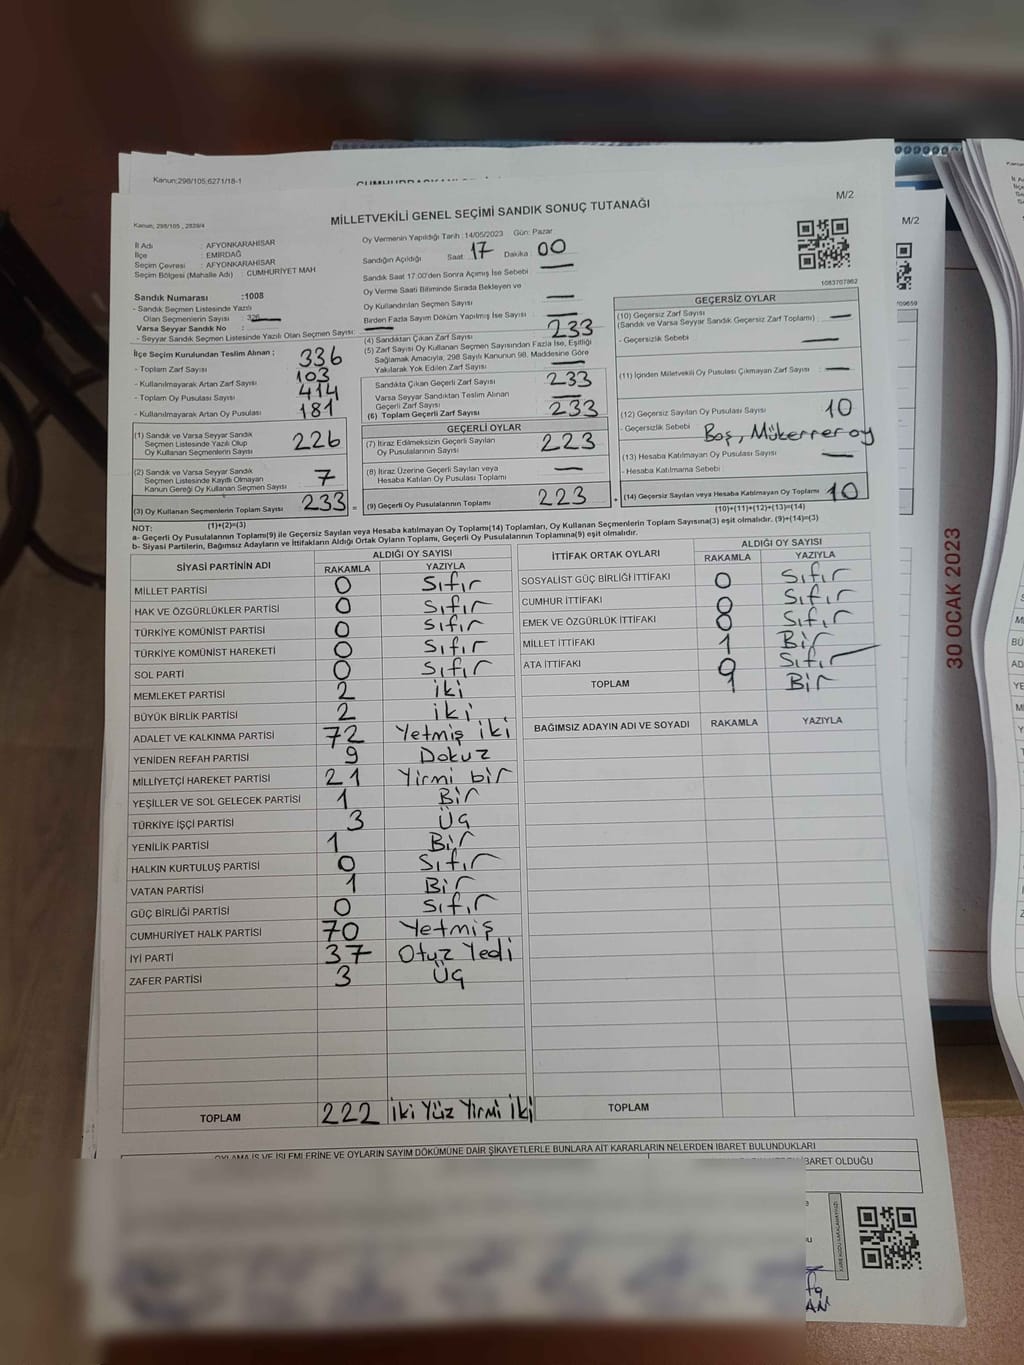 Kanun;298/105;6271/18-1
M/2
Kanun; 298/105 , 2839/4
MİLLETVEKİLİ GENEL SEÇİMİ SANDIK SONUÇ TUTANAĞI
M/2
İl Adı : AFYONKARAHİSAR
İlçe : EMİRDAĞ
Seçim Çevresi : AFYONKARAHİSAR
Seçim Bölgesi (Mahalle Adı) : CUMHURİYET MAH
Oy Vermenin Yapıldığı Tarih :14/05/2023 Gün: Pazar
Sandığın Açıldığı Saat 17 Dakika : 00
Sandık Saat 17:00'den Sonra Açılmış İse Sebebi : —
Oy Verme Saati Bitiminde Sırada Bekleyen ve
Oy Kullandırılan Seçmen Sayısı : —
Birden Fazla Sayım Döküm Yapılmış İse Sayısı : —
1083707862
Sandık Numarası :1008
- Sandık Seçmen Listesinde Yazılı
Olan Seçmenlerin Sayısı : 326
Varsa Seyyar Sandık No :
- Seyyar Sandık Seçmen Listesinde Yazılı Olan Seçmen Sayısı: —
İlçe Seçim Kurulundan Teslim Alınan ;
- Toplam Zarf Sayısı : 336
- Kullanılmayarak Artan Zarf Sayısı : 103
- Toplam Oy Pusulası : 414
- Kullanılmayarak Artan Oy Pusulası : 181
(1) Sandık ve Varsa Seyyar Sandık
Seçmen Listesinde Yazılı Olup
Oy Kullanan Seçmenlerin Sayısı : 226
(2) Sandık ve Varsa Seyyar Sandık
Seçmen Listesinde Kayıtlı Olmayan
Kanun Gereği Oy Kullanan Seçmen Sayısı : 7
(3) Oy Kullanan Seçmenlerin Toplam Sayısı : 233
(1)+(2)=(3)
(4) Sandıktan Çıkan Zarf Sayısı : 233
(5) Zarf Sayısı Oy Kullanan Seçmen Sayısından Fazla İse, Eşitliği
Sağlamak Amacıyla, 298 Sayılı Kanunun 98. Maddesine Göre
Yakılarak Yok Edilen Zarf Sayısı : —
Sandıkta Çıkan Geçerli Zarf Sayısı : 233
Varsa Seyyar Sandıktan Teslim Alınan
Geçerli Zarf Sayısı : —
(6) Toplam Geçerli Zarf Sayısı : 233
GEÇERLİ OYLAR
(7) İtiraz Edilmeksizin Geçerli Sayılan
Oy Pusulalarının Sayısı : 223
(8) İtiraz Üzerine Geçerli Sayılan veya
Hesaba Katılan Oy Pusulası Toplamı : —
= (9) Geçerli Oy Pusulalarının Toplamı : 223
GEÇERSİZ OYLAR
(10) Geçersiz Zarf Sayısı
(Sandık ve Varsa Seyyar Sandık Geçersiz Zarf Toplamı) : —
- Geçersizlik Sebebi : —
(11) İçinden Milletvekili Oy Pusulası Çıkmayan Zarf Sayısı : —
(12) Geçersiz Sayılan Oy Pusulası Sayısı : 10
- Geçersizlik Sebebi : Boş, Mükerrer oy
(13) Hesaba Katılmayan Oy Pusulası Sayısı : —
- Hesaba Katılmama Sebebi :
+ (14) Geçersiz Sayılan veya Hesaba Katılmayan Oy Toplamı : 10
(10)+(11)+(12)+(13)=(14)
NOT:
a- Geçerli Oy Pusulalarının Toplamı(9) ile Geçersiz Sayılan veya Hesaba katılmayan Oy Toplamı(14) Toplamları, Oy Kullanan Seçmenlerin Toplam Sayısına(3) eşit olmalıdır. (9)+(14)=(3)
b- Siyasi Partilerin, Bağımsız Adayların ve İttifakların Aldığı Ortak Oyların Toplamı, Geçerli Oy Pusulalarının Toplamına(9) eşit olmalıdır.
SİYASİ PARTİNİN ADI ALDIĞI OY SAYISI
RAKAMLA YAZIYLA
MİLLET PARTİSİ 0 Sıfır
HAK VE ÖZGÜRLÜKLER PARTİSİ 0 Sıfır
TÜRKİYE KOMÜNİST PARTİSİ 0 Sıfır
TÜRKİYE KOMÜNİST HAREKETİ 0 Sıfır
SOL PARTİ 0 Sıfır
MEMLEKET PARTİSİ 2 iki
BÜYÜK BİRLİK PARTİSİ 2 iki
ADALET VE KALKINMA PARTİSİ 72 Yetmiş iki
YENİDEN REFAH PARTİSİ 9 Dokuz
MİLLİYETÇİ HAREKET PARTİSİ 21 Yirmi bir
YEŞİLLER VE SOL GELECEK PARTİSİ 1 Bir
TÜRKİYE İŞÇİ PARTİSİ 3 Üç
YENİLİK PARTİSİ 1 Bir
HALKIN KURTULUŞ PARTİSİ 0 Sıfır
VATAN PARTİSİ 1 Bir
GÜÇ BİRLİĞİ PARTİSİ 0 Sıfır
CUMHURİYET HALK PARTİSİ 70 Yetmiş
İYİ PARTİ 37 Otuz Yedi
ZAFER PARTİSİ 3 Üç
TOPLAM 222 İki Yüz Yirmi İki
İTTİFAK ORTAK OYLARI ALDIĞI OY SAYISI
RAKAMLA YAZIYLA
SOSYALİST GÜÇ BİRLİĞİ İTTİFAKI 0 Sıfır
CUMHUR İTTİFAKI 0 Sıfır
EMEK VE ÖZGÜRLÜK İTTİFAKI 0 Sıfır
MİLLET İTTİFAKI 1 Bir
ATA İTTİFAKI 0 Sıfır
TOPLAM 1 Bir
BAĞIMSIZ ADAYIN ADI VE SOYADI RAKAMLA YAZIYLA
TOPLAM
OYLAMA İŞ VE İŞLEMLERİNE VE OYLARIN SAYIM DÖKÜMÜNE DAİR ŞİKAYETLERLE BUNLARA AİT KARARLARIN NELERDEN İBARET BULUNDUKLARI
İBARET OLDUĞU
30 OCAK 2023